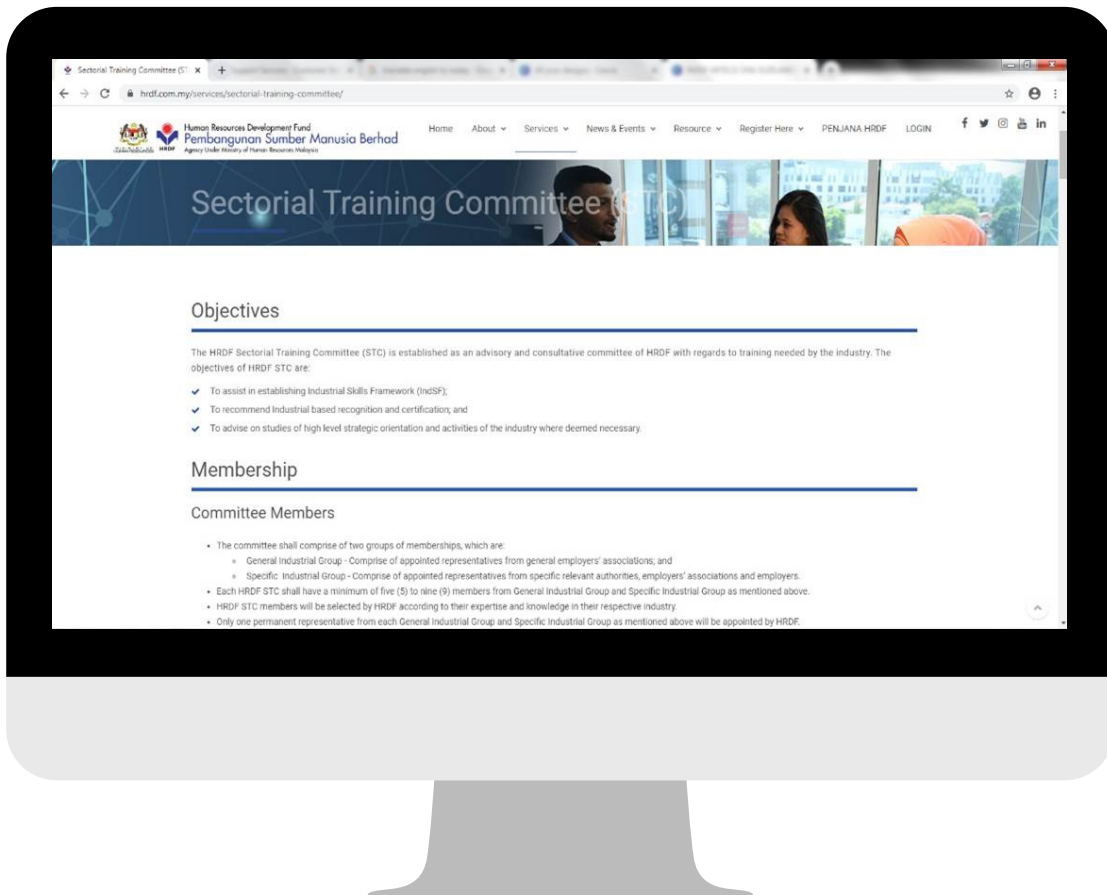 Sectorial Training Committee (ST
hrdf.com.my/services/sectorial-training-committee/
HRDF
Human Resources Development Fund
Pembangunan Sumber Manusia Berhad
Agency Under Ministry of Human Resources Malaysia
Home About Services News & Events Resource Register Here PENJANA HRDF LOGIN
Sectorial Training Committee (STC)
Objectives
The HRDF Sectorial Training Committee (STC) is established as an advisory and consultative committee of HRDF with regards to training needed by the industry. The
objectives of HRDF STC are:
To assist in establishing Industrial Skills Framework (IndSF);
To recommend Industrial based recognition and certification; and
To advise on studies of high level strategic orientation and activities of the industry where deemed necessary.
Membership
Committee Members
The committee shall comprise of two groups of memberships, which are:
General Industrial Group - Comprise of appointed representatives from general employers' associations; and
Specific Industrial Group - Comprise of appointed representatives from specific relevant authorities, employers' associations and employers.
Each HRDF STC shall have a minimum of five (5) to nine (9) members from General Industrial Group and Specific Industrial Group as mentioned above.
HRDF STC members will be selected by HRDF according to their expertise and knowledge in their respective industry.
Only one permanent representative from each General Industrial Group and Specific Industrial Group as mentioned above will be appointed by HRDF.